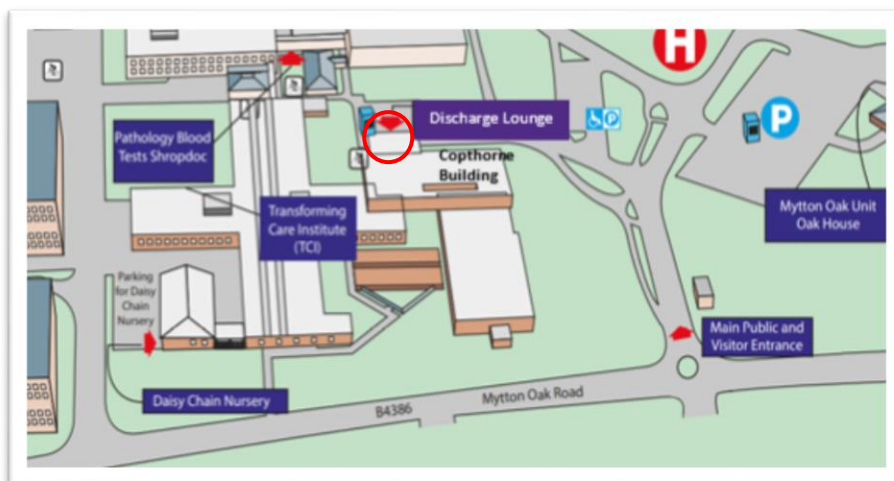 H
P
P
Discharge Lounge
Pathology Blood
Tests Shropdoc
Copthorne
Building
Transforming
Care Institute
(TCI)
Mytton Oak Unit
Oak House
Parking
for Daisy
Chain
Nursery
Main Public and
Visitor Entrance
Daisy Chain Nursery
B4386
Mytton Oak Road